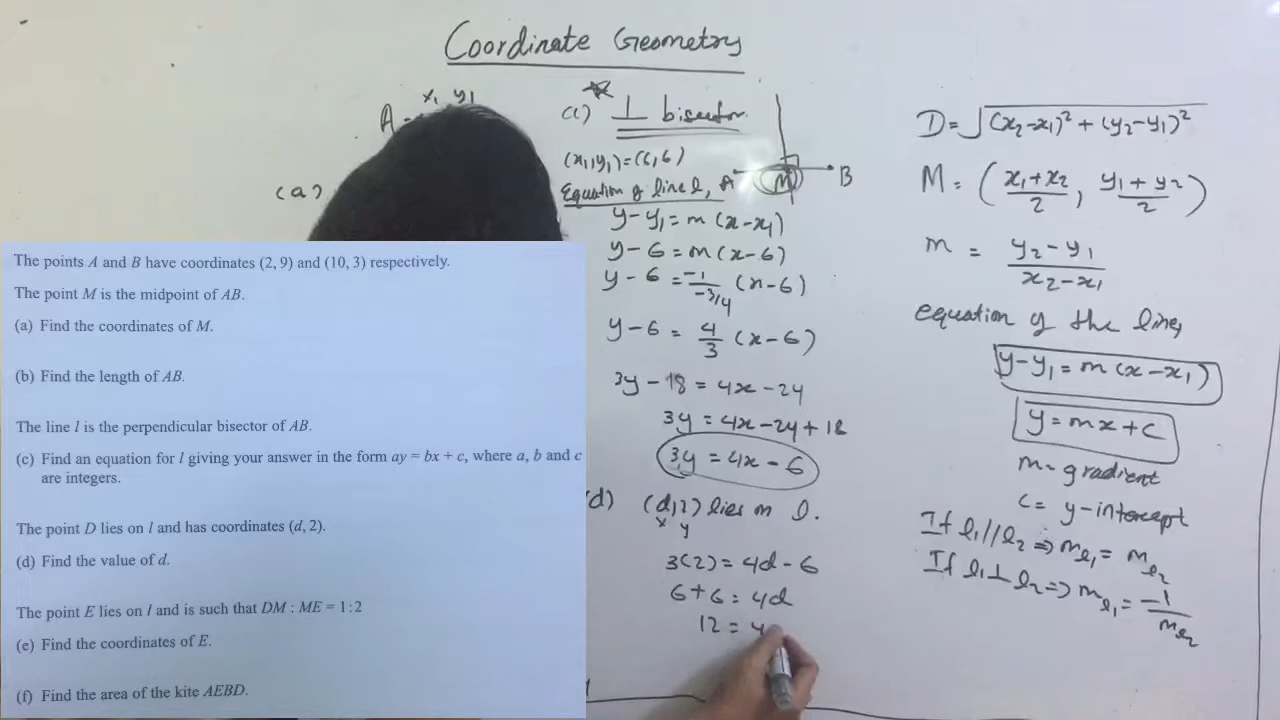 Coordinate Geometry
x₁ y₁
A
(a)
(c) ⊥ bisector
(x₁,y₁)=(6,6)
A M B
Equation of line l,
y-y₁=m(x-x₁)
y-6=m(x-6)
y-6=-1/(-3/4)(x-6)
y-6=4/3(x-6)
3y-18=4x-24
3y=4x-24+18
3y=4x-6
(d) (d,2) lies on l.
x y
3(2)=4d-6
6+6=4d
12=4
D=√(x₂-x₁)²+(y₂-y₁)²
M=(x₁+x₂/2, y₁+y₂/2)
m = y₂-y₁/x₂-x₁
equation of the line,
y-y₁=m(x-x₁)
y=mx+c
m=gradient
c= y-intercept
If l₁//l₂ ⇒ m l₁ = m l₂
If l₁⊥l₂ ⇒ m l₁ = -1/m l₂
The points A and B have coordinates (2, 9) and (10, 3) respectively.
The point M is the midpoint of AB.
(a) Find the coordinates of M.
(b) Find the length of AB.
The line l is the perpendicular bisector of AB.
(c) Find an equation for l giving your answer in the form ay = bx + c, where a, b and c
are integers.
The point D lies on l and has coordinates (d, 2).
(d) Find the value of d.
The point E lies on l and is such that DM : ME = 1:2
(e) Find the coordinates of E.
(f) Find the area of the kite AEBD.